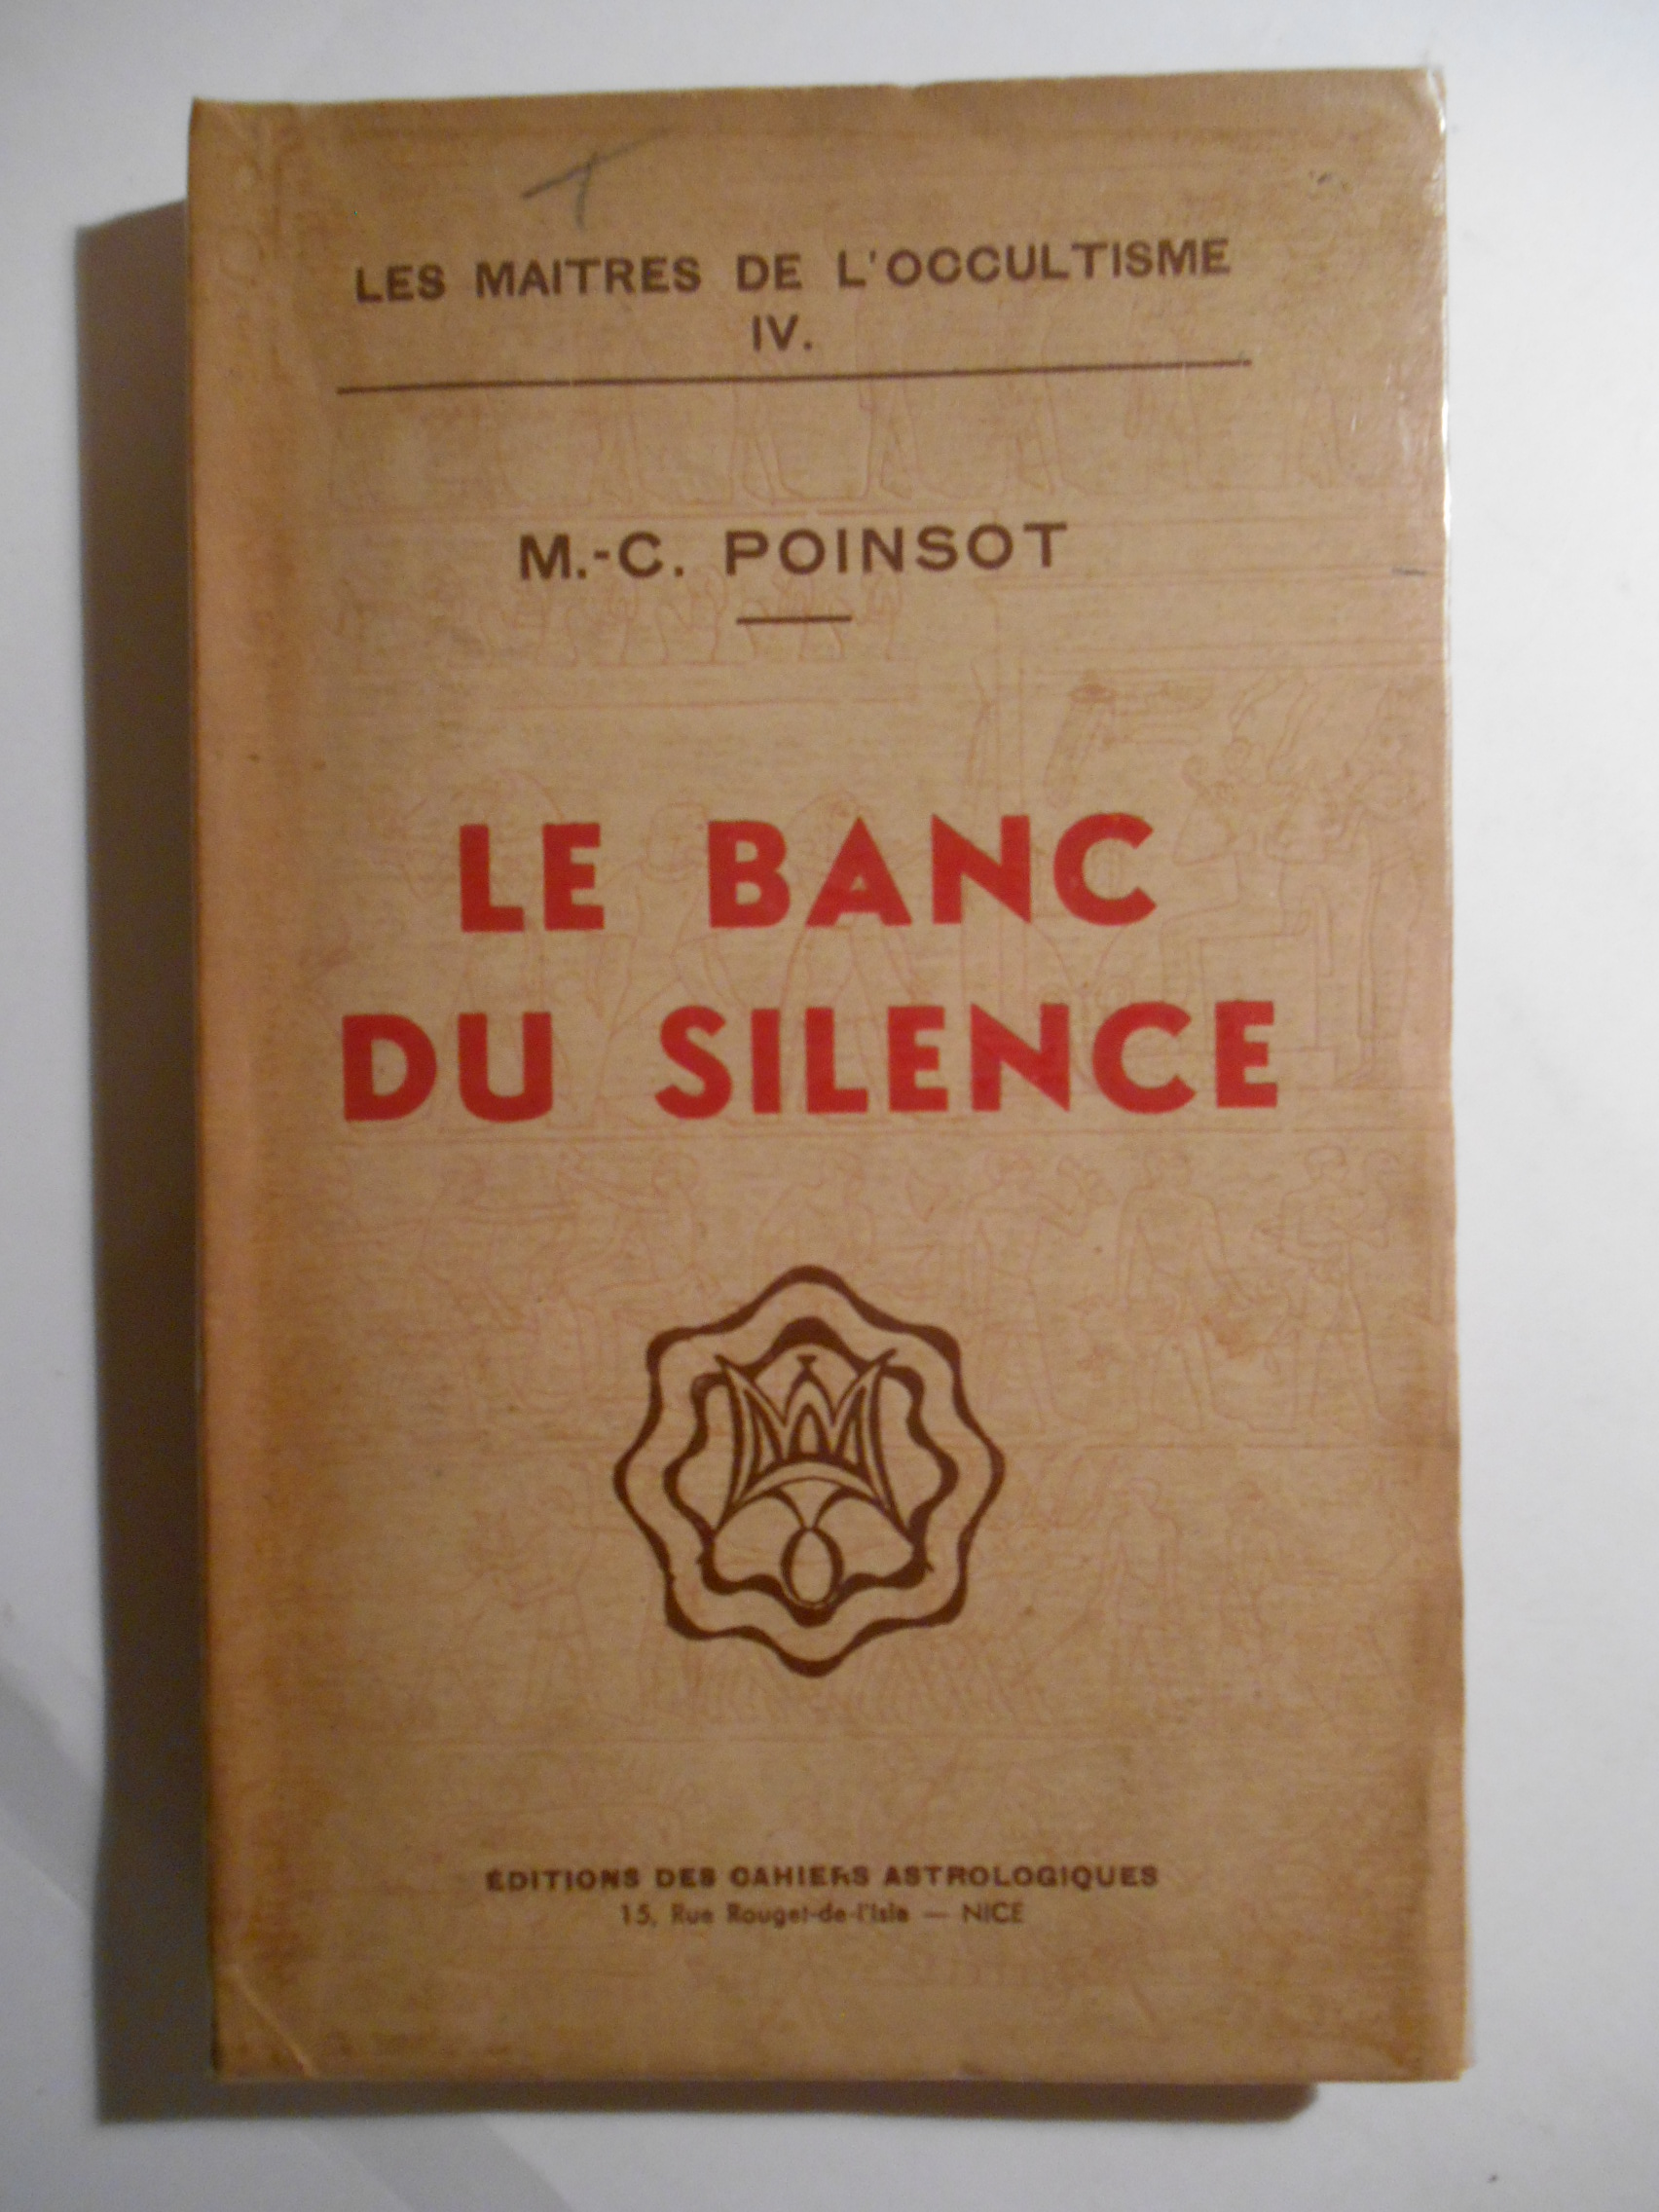 LES MAITRES DE L'OCCULTISME
IV.
M.-C. POINSOT
LE BANC
DU SILENCE
ÉDITIONS DES CAHIERS ASTROLOGIQUES
15, Rue Rouget-de-l'Isle — NICE